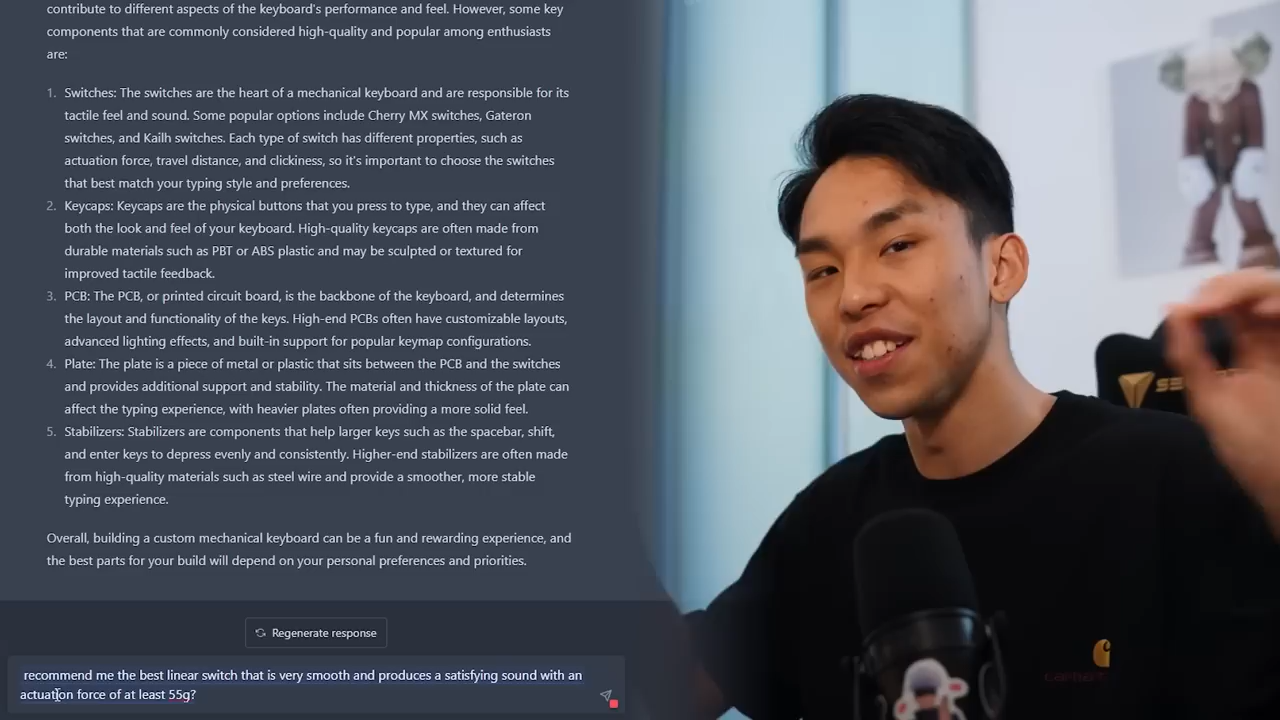 contribute to different aspects of the keyboard's performance and feel. However, some key
components that are commonly considered high-quality and popular among enthusiasts
are:
1. Switches: The switches are the heart of a mechanical keyboard and are responsible for its
tactile feel and sound. Some popular options include Cherry MX switches, Gateron
switches, and Kailh switches. Each type of switch has different properties, such as
actuation force, travel distance, and clickiness, so it's important to choose the switches
that best match your typing style and preferences.
2. Keycaps: Keycaps are the physical buttons that you press to type, and they can affect
both the look and feel of your keyboard. High-quality keycaps are often made from
durable materials such as PBT or ABS plastic and may be sculpted or textured for
improved tactile feedback.
3. PCB: The PCB, or printed circuit board, is the backbone of the keyboard, and determines
the layout and functionality of the keys. High-end PCBs often have customizable layouts,
advanced lighting effects, and built-in support for popular keymap configurations.
4. Plate: The plate is a piece of metal or plastic that sits between the PCB and the switches
and provides additional support and stability. The material and thickness of the plate can
affect the typing experience, with heavier plates often providing a more solid feel.
5. Stabilizers: Stabilizers are components that help larger keys such as the spacebar, shift,
and enter keys to depress evenly and consistently. Higher-end stabilizers are often made
from high-quality materials such as steel wire and provide a smoother, more stable
typing experience.
Overall, building a custom mechanical keyboard can be a fun and rewarding experience, and
the best parts for your build will depend on your personal preferences and priorities.
Regenerate response
recommend me the best linear switch that is very smooth and produces a satisfying sound with an
actuation force of at least 55g?